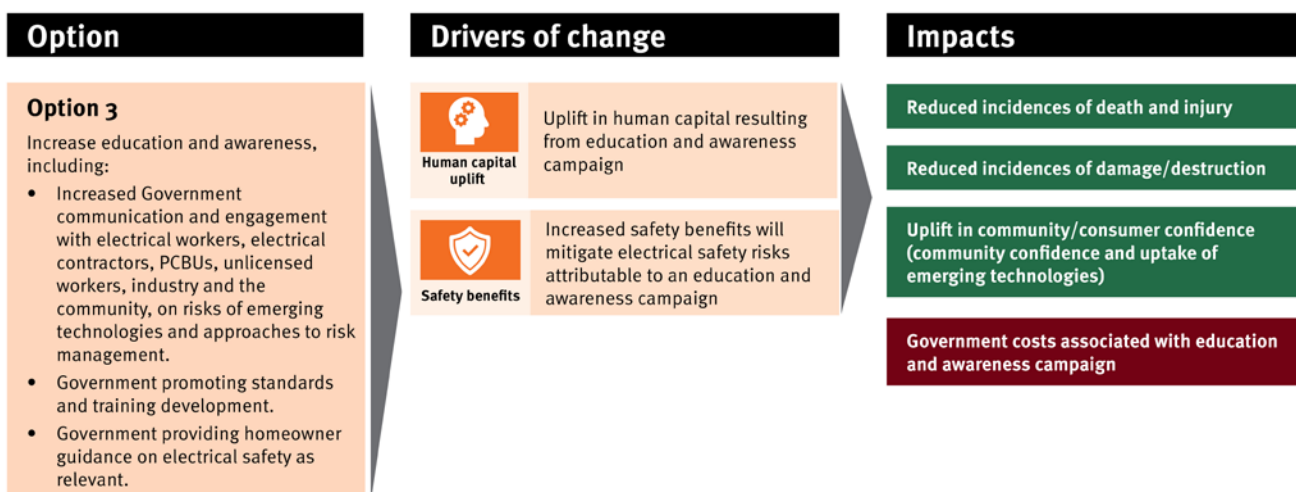 Option
Drivers of change
Impacts
Option 3
Increase education and awareness,
including:
• Increased Government
communication and engagement
with electrical workers, electrical
contractors, PCBUs, unlicensed
workers, industry and the
community, on risks of emerging
technologies and approaches to risk
management.
• Government promoting standards
and training development.
• Government providing homeowner
guidance on electrical safety as
relevant.
Human capital
uplift
Uplift in human capital resulting
from education and awareness
campaign
Safety benefits
Increased safety benefits will
mitigate electrical safety risks
attributable to an education and
awareness campaign
Reduced incidences of death and injury
Reduced incidences of damage/destruction
Uplift in community/consumer confidence
(community confidence and uptake of
emerging technologies)
Government costs associated with education
and awareness campaign